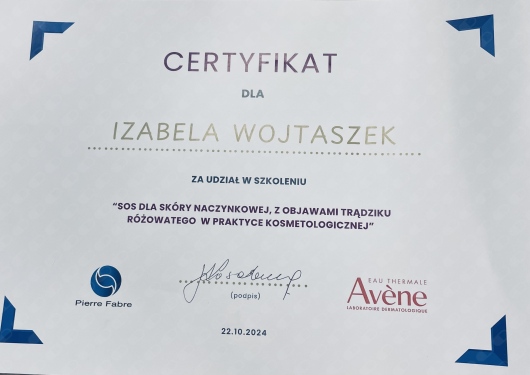 CERTYFIKAT
DLA
IZABELA WOJTASZEK
ZA UDZIAŁ W SZKOLENIU
“SOS DLA SKÓRY NACZYNKOWEJ, Z OBJAWAMI TRĄDZIKU
RÓŻOWATEGO W PRAKTYCE KOSMETOLOGICZNEJ”
Pierre Fabre
(podpis)
EAU THERMALE
Avène
LABORATOIRE DERMATOLOGIQUE
22.10.2024